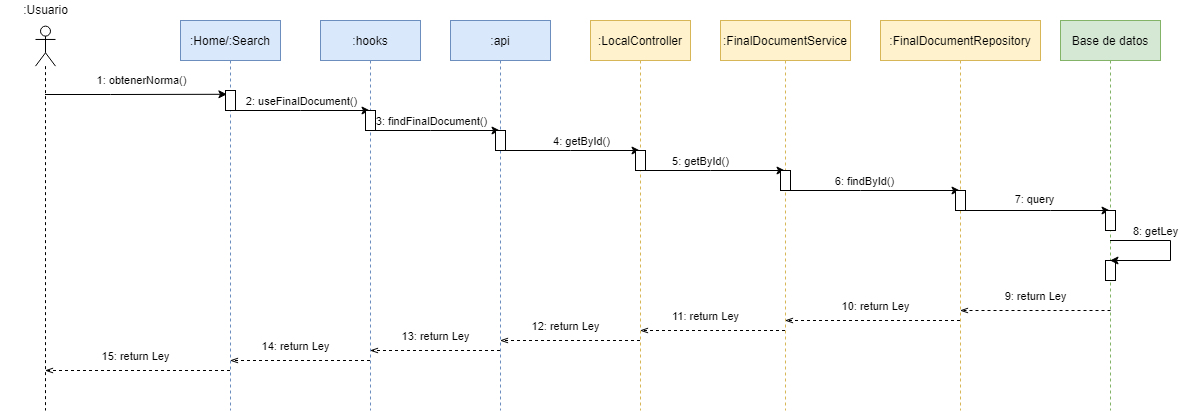 :Usuario
:Home/:Search
:hooks
:api
:LocalController
:FinalDocumentService
:FinalDocumentRepository
Base de datos
1: obtenerNorma()
2: useFinalDocument()
3: findFinalDocument()
4: getById()
5: getById()
6: findById()
7: query
8: getLey
9: return Ley
10: return Ley
11: return Ley
12: return Ley
13: return Ley
14: return Ley
15: return Ley